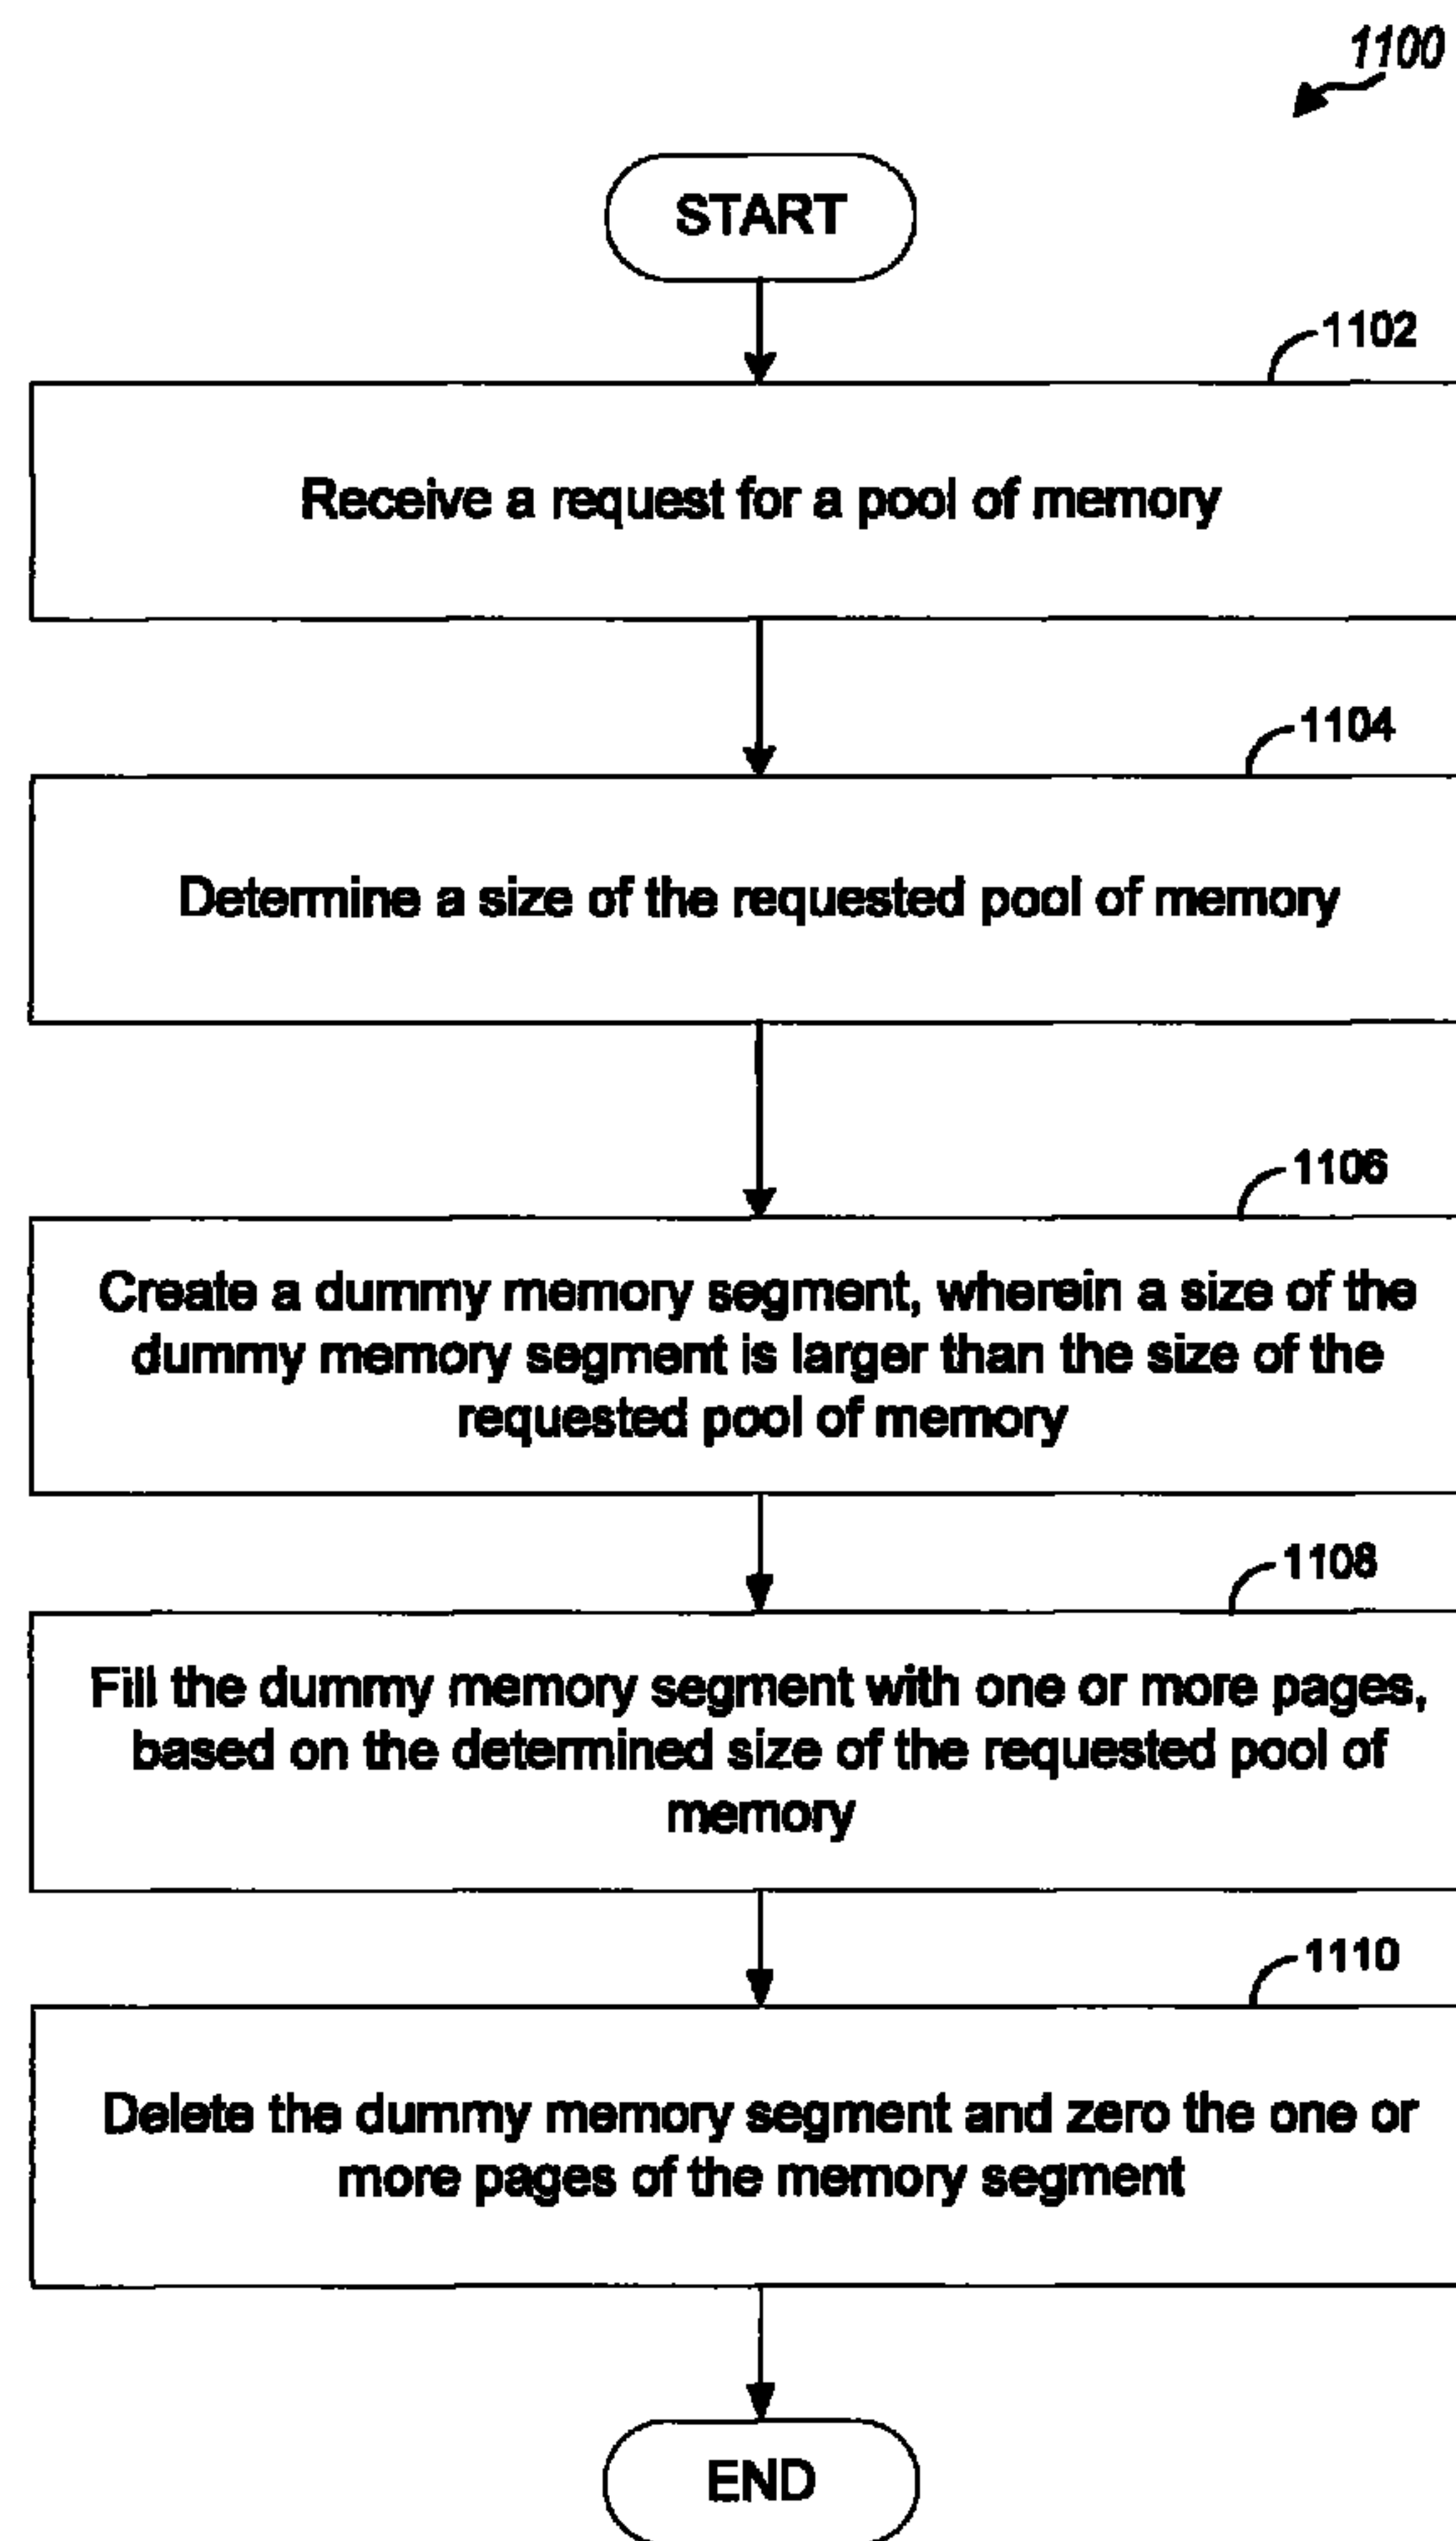 1100
START
1102
Receive a request for a pool of memory
1104
Determine a size of the requested pool of memory
1106
Create a dummy memory segment, wherein a size of the
dummy memory segment is larger than the size of the
requested pool of memory
1108
Fill the dummy memory segment with one or more pages,
based on the determined size of the requested pool of
memory
1110
Delete the dummy memory segment and zero the one or
more pages of the memory segment
END